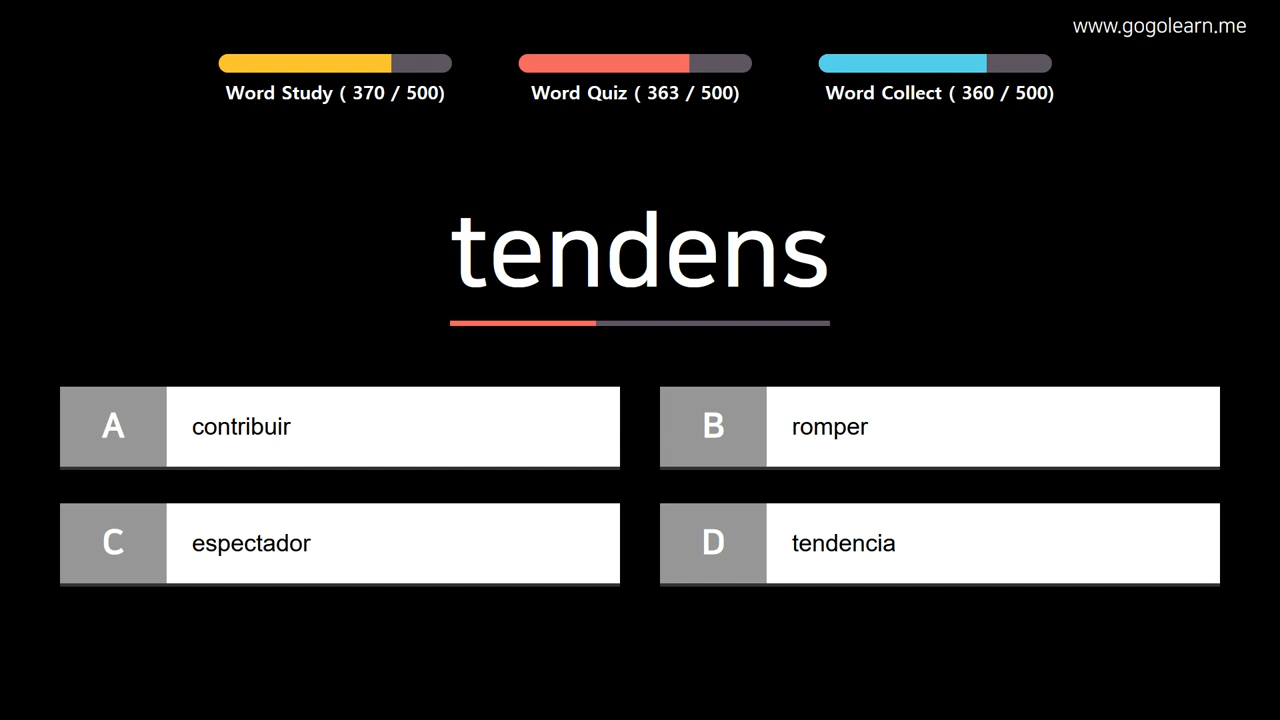 www.gogolearn.me
Word Study ( 370 / 500)
Word Quiz ( 363 / 500)
Word Collect ( 360 / 500)
tendens
A contribuir
B romper
C espectador
D tendencia